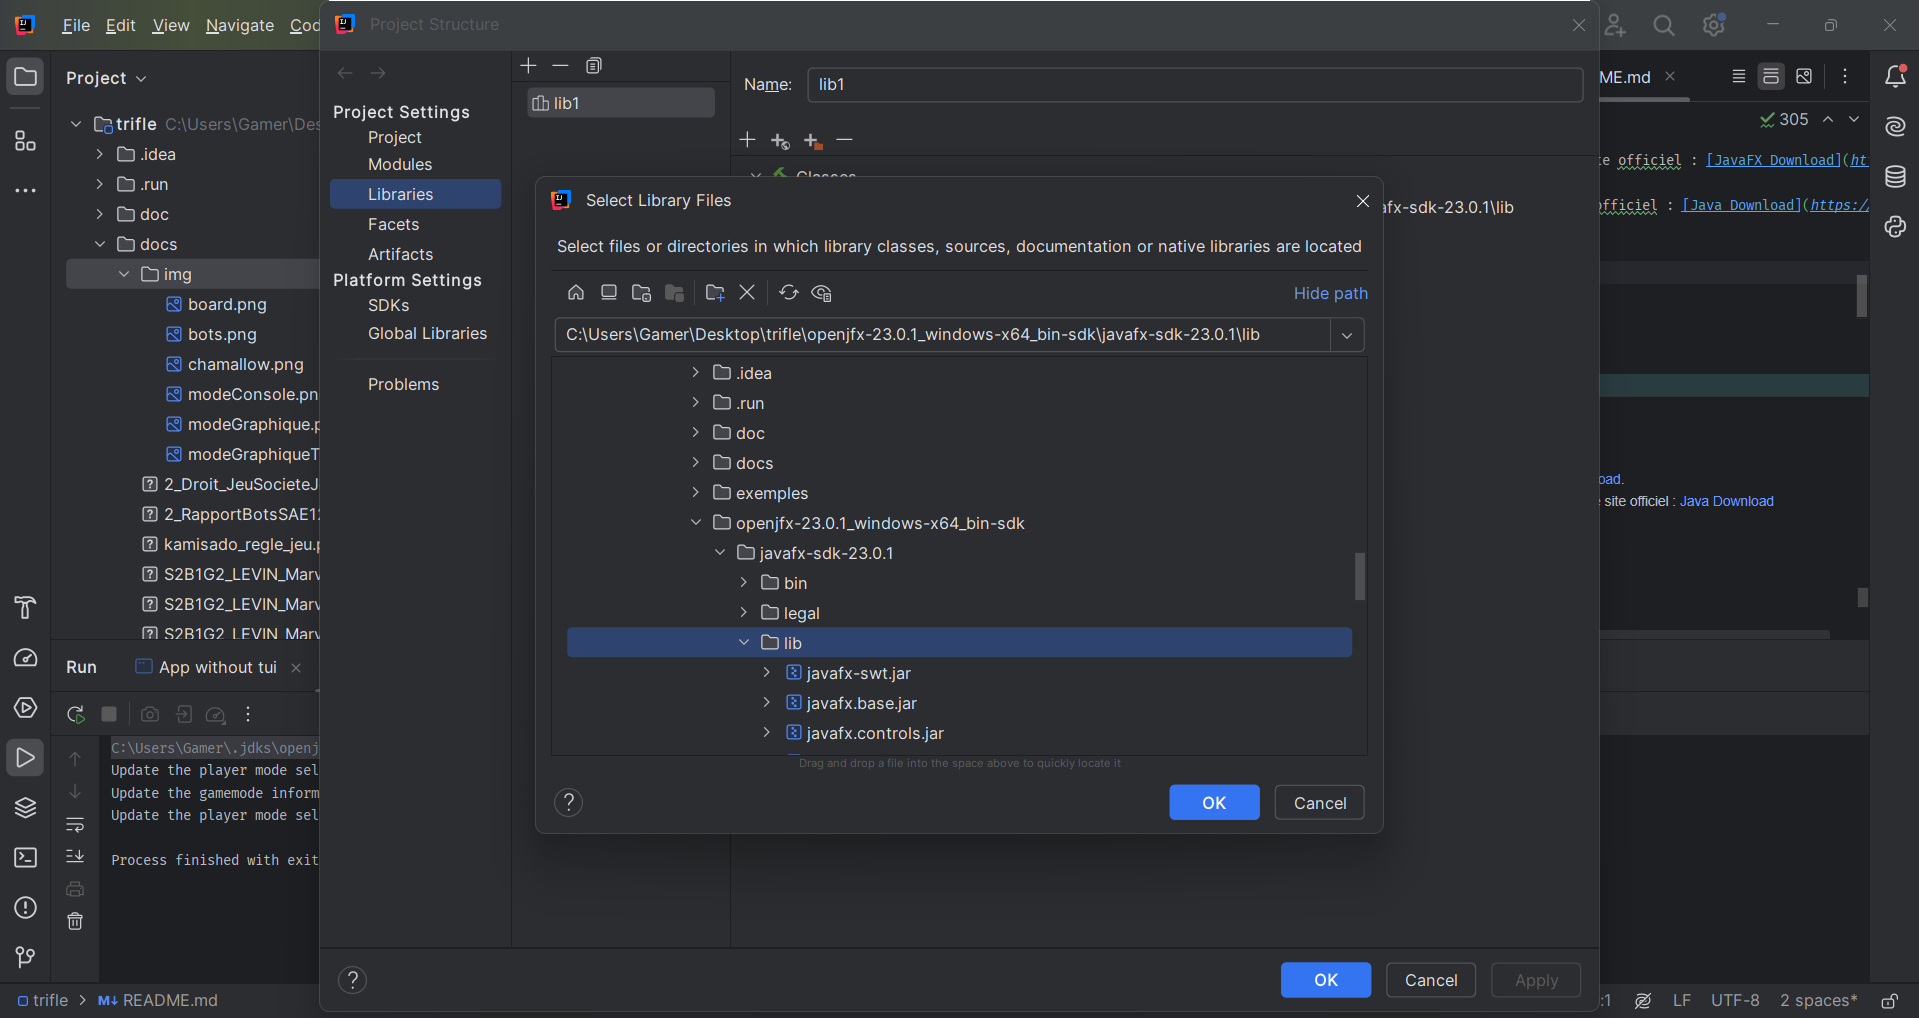 File Edit View Navigate Cod
Project Structure
Project
trifle C:\Users\Gamer\Des
.idea
.run
doc
docs
img
board.png
bots.png
chamallow.png
modeConsole.pn
modeGraphique.p
modeGraphiqueT
2_Droit_JeuSocieteJ
2_RapportBotsSAE1
kamisado_regle_jeu.p
S2B1G2_LEVIN_Marv
S2B1G2_LEVIN_Marv
S2B1G2_LEVIN_Marv
Run App without tui
C:\Users\Gamer\.jdks\openj
Update the player mode sel
Update the gamemode inform
Update the player mode sel
Process finished with exit
trifle > M↓ README.md
Project Settings
Project
Modules
Libraries
Facets
Artifacts
Platform Settings
SDKs
Global Libraries
Problems
lib1
Name: lib1
Classes
afx-sdk-23.0.1\lib
Select Library Files
Select files or directories in which library classes, sources, documentation or native libraries are located
Hide path
C:\Users\Gamer\Desktop\trifle\openjfx-23.0.1_windows-x64_bin-sdk\javafx-sdk-23.0.1\lib
.idea
.run
doc
docs
exemples
openjfx-23.0.1_windows-x64_bin-sdk
javafx-sdk-23.0.1
bin
legal
lib
javafx-swt.jar
javafx.base.jar
javafx.controls.jar
Drag and drop a file into the space above to quickly locate it
? OK Cancel
? OK Cancel Apply
ME.md
305
e officiel : [JavaFX Download](ht
officiel : [Java Download](https:/
oad.
site officiel : Java Download
:1 LF UTF-8 2 spaces*